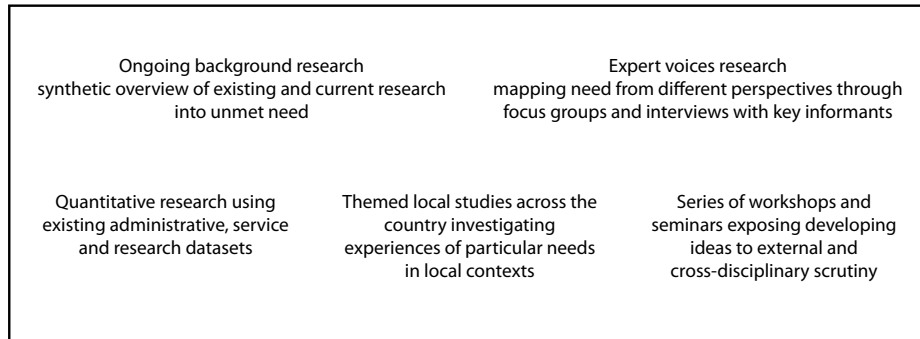 Ongoing background research
synthetic overview of existing and current research
into unmet need
Expert voices research
mapping need from different perspectives through
focus groups and interviews with key informants
Quantitative research using
existing administrative, service
and research datasets
Themed local studies across the
country investigating
experiences of particular needs
in local contexts
Series of workshops and
seminars exposing developing
ideas to external and
cross-disciplinary scrutiny